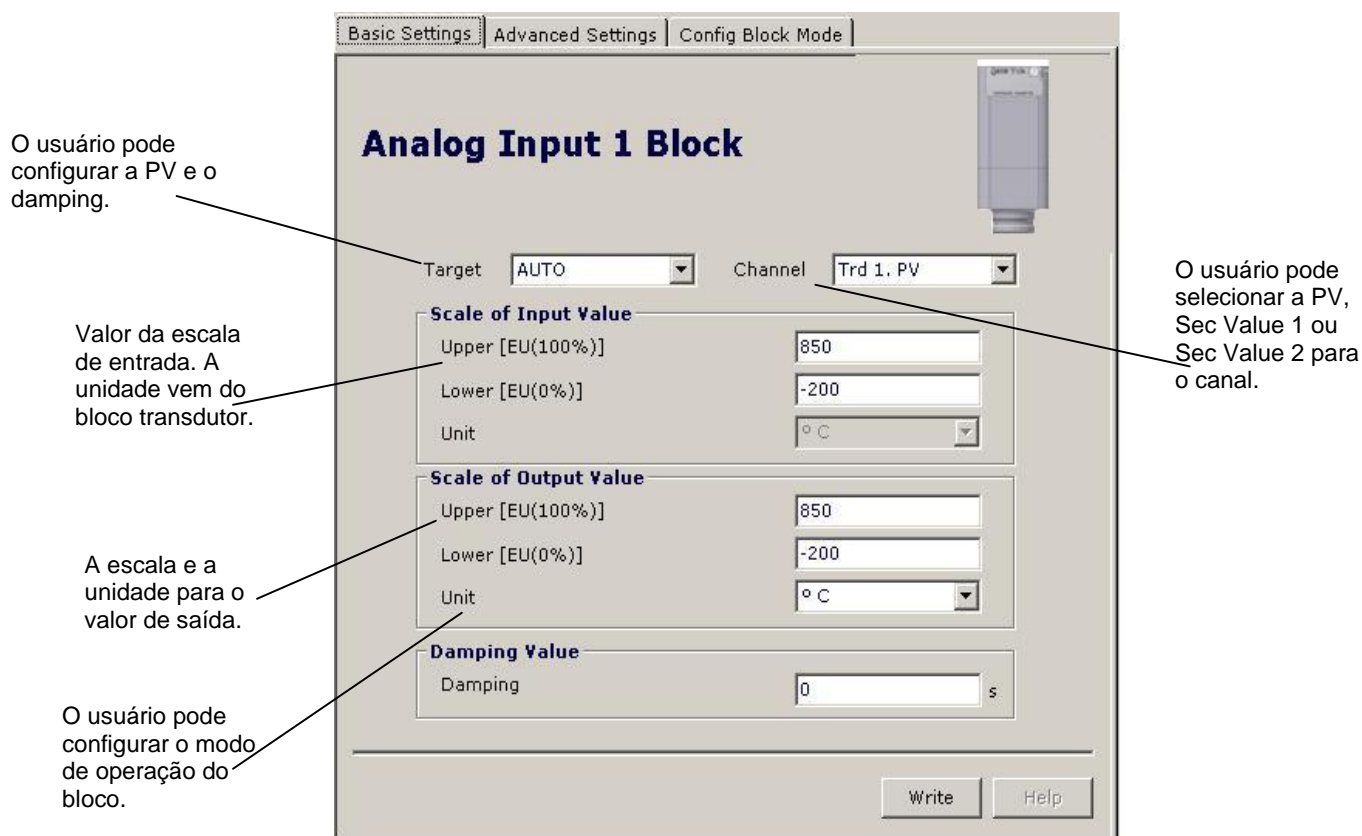 Basic Settings
Advanced Settings
Config Block Mode
Analog Input 1 Block
O usuário pode
configurar a PV e o
damping.
Target
AUTO
Channel
Trd 1. PV
O usuário pode
selecionar a PV,
Sec Value 1 ou
Sec Value 2 para
o canal.
Scale of Input Value
Upper [EU(100%)]
850
Lower [EU(0%)]
-200
Unit
º C
Valor da escala
de entrada. A
unidade vem do
bloco transdutor.
Scale of Output Value
Upper [EU(100%)]
850
Lower [EU(0%)]
-200
Unit
º C
A escala e a
unidade para o
valor de saída.
Damping Value
Damping
0
s
O usuário pode
configurar o modo
de operação do
bloco.
Write
Help